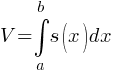 V = ∫_a^b s(x)dx